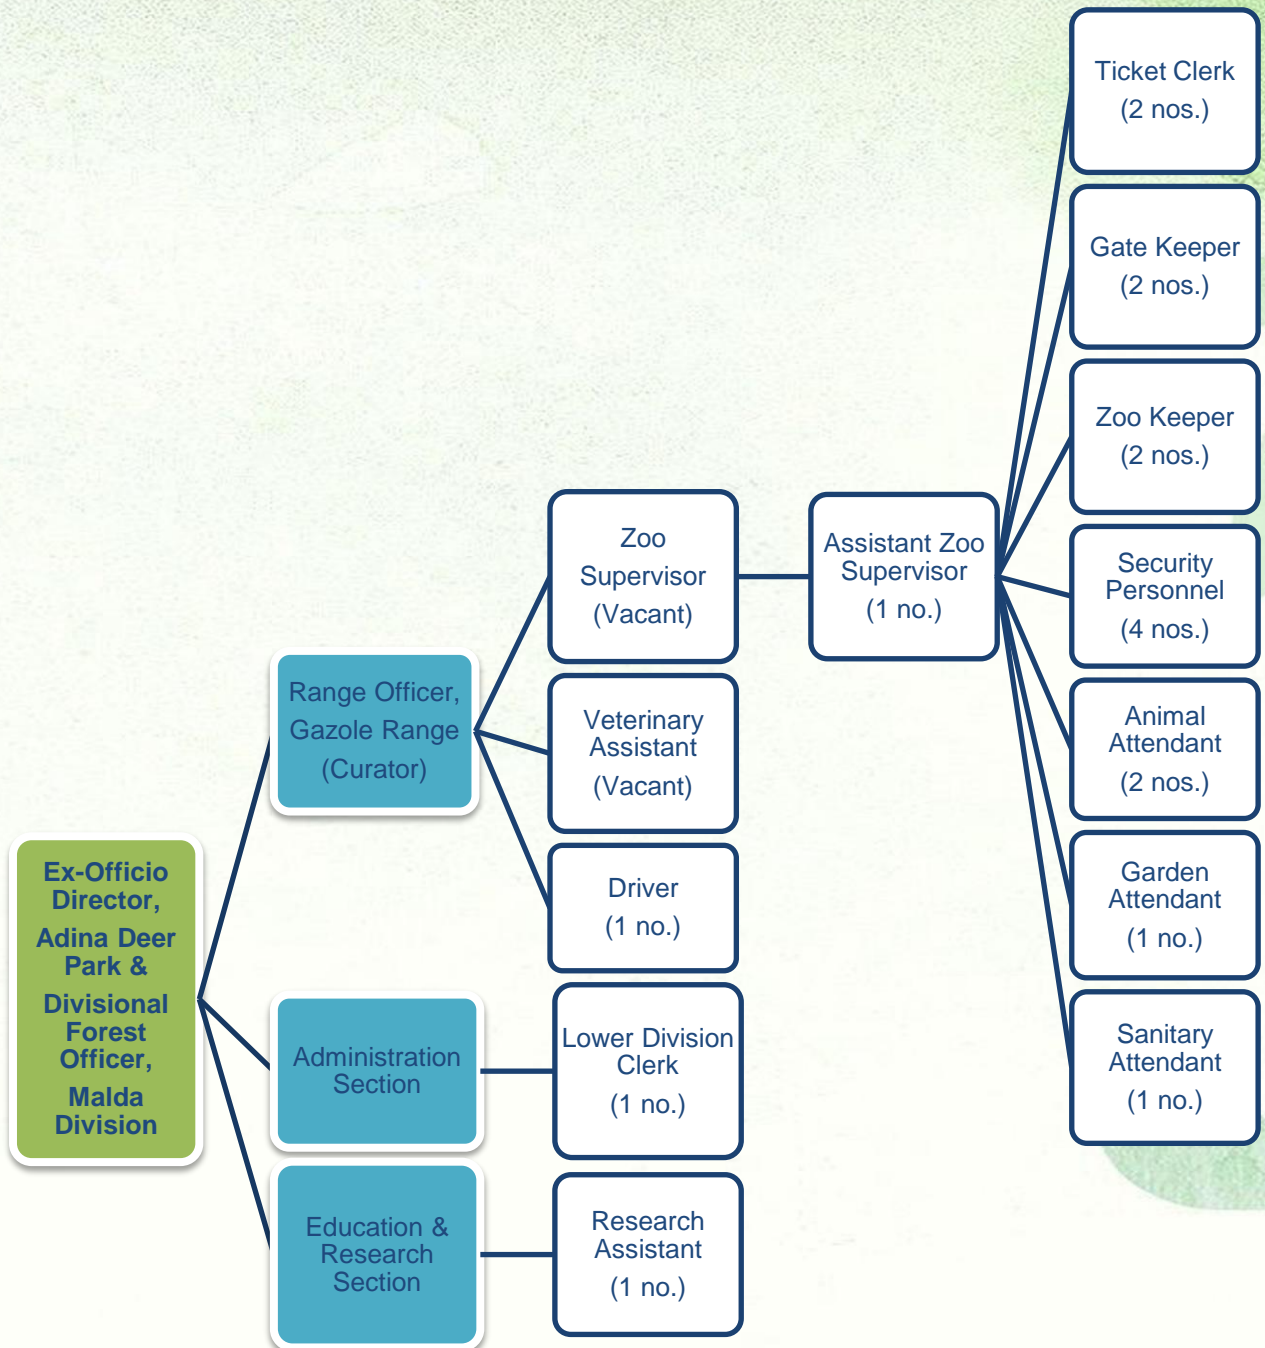 Ex-Officio
Director,
Adina Deer
Park &
Divisional
Forest
Officer,
Malda
Division
Range Officer,
Gazole Range
(Curator)
Administration
Section
Education &
Research
Section
Zoo
Supervisor
(Vacant)
Veterinary
Assistant
(Vacant)
Driver
(1 no.)
Lower Division
Clerk
(1 no.)
Research
Assistant
(1 no.)
Assistant Zoo
Supervisor
(1 no.)
Ticket Clerk
(2 nos.)
Gate Keeper
(2 nos.)
Zoo Keeper
(2 nos.)
Security
Personnel
(4 nos.)
Animal
Attendant
(2 nos.)
Garden
Attendant
(1 no.)
Sanitary
Attendant
(1 no.)